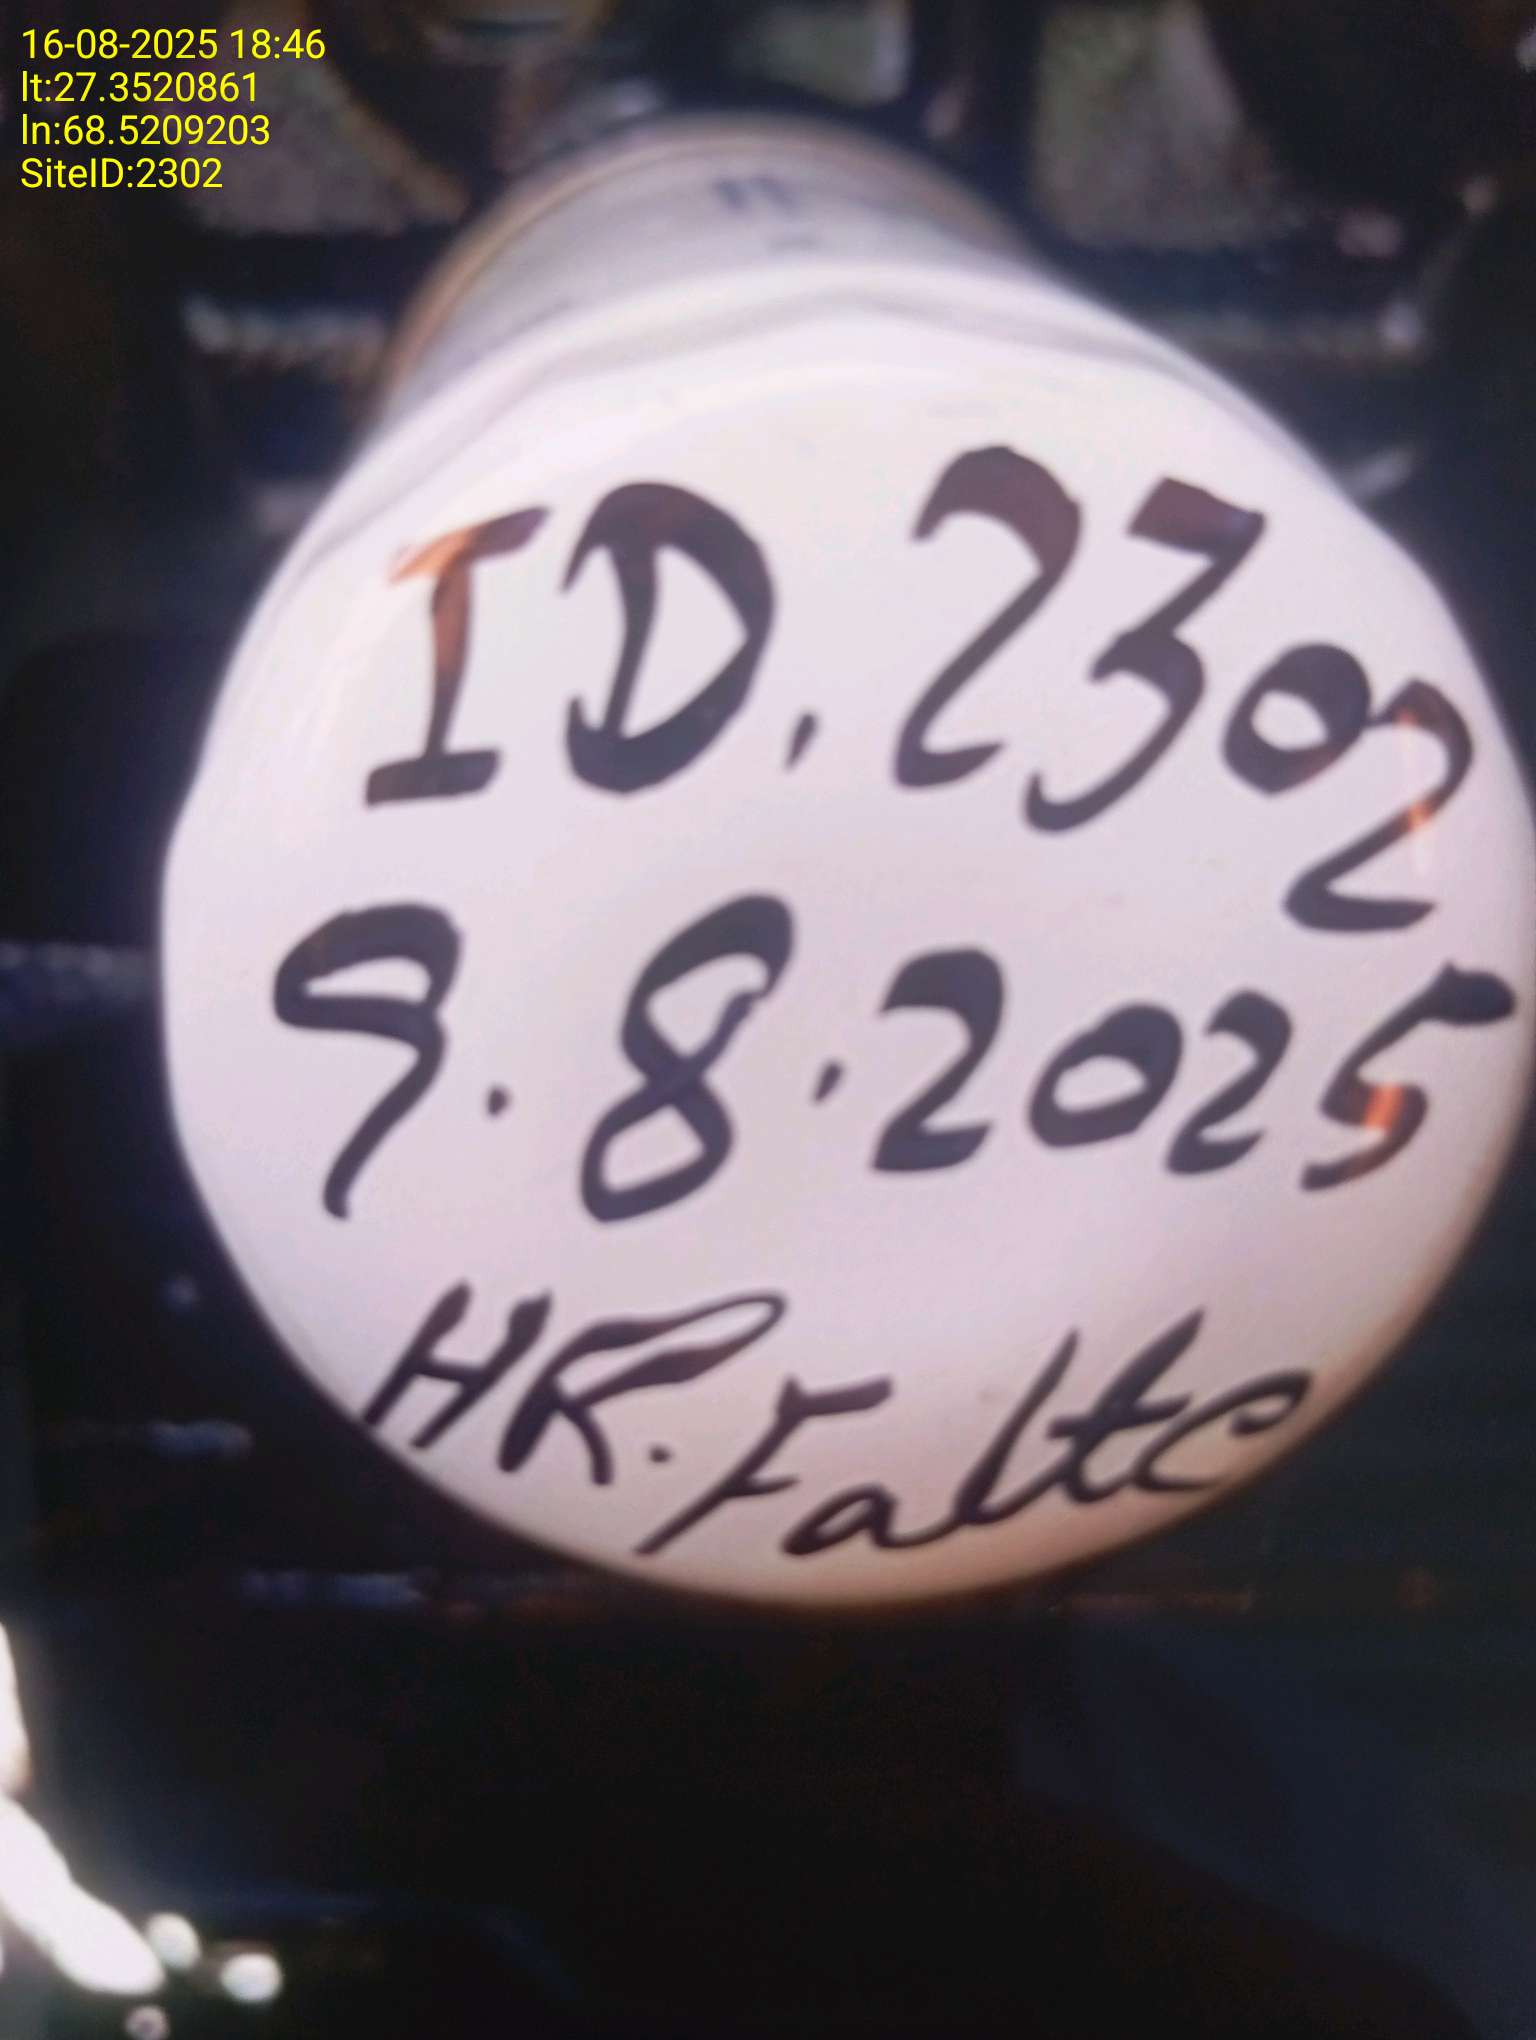 16-08-2025 18:46
lt:27.3520861
ln:68.5209203
SiteID:2302
ID. 2302
9.8.2025
HR. Faltc